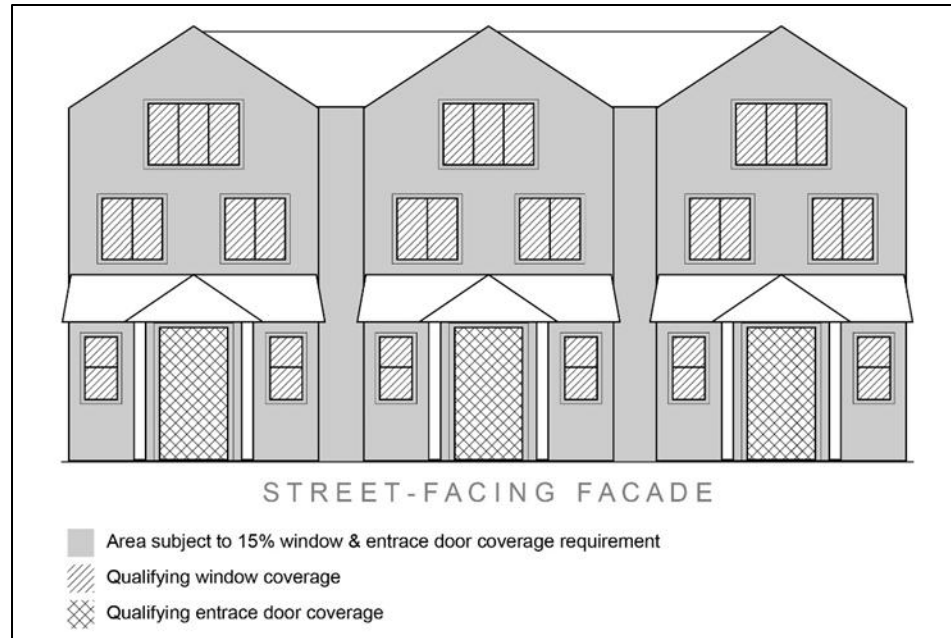 STREET-FACING FACADE
Area subject to 15% window & entrace door coverage requirement
Qualifying window coverage
Qualifying entrace door coverage